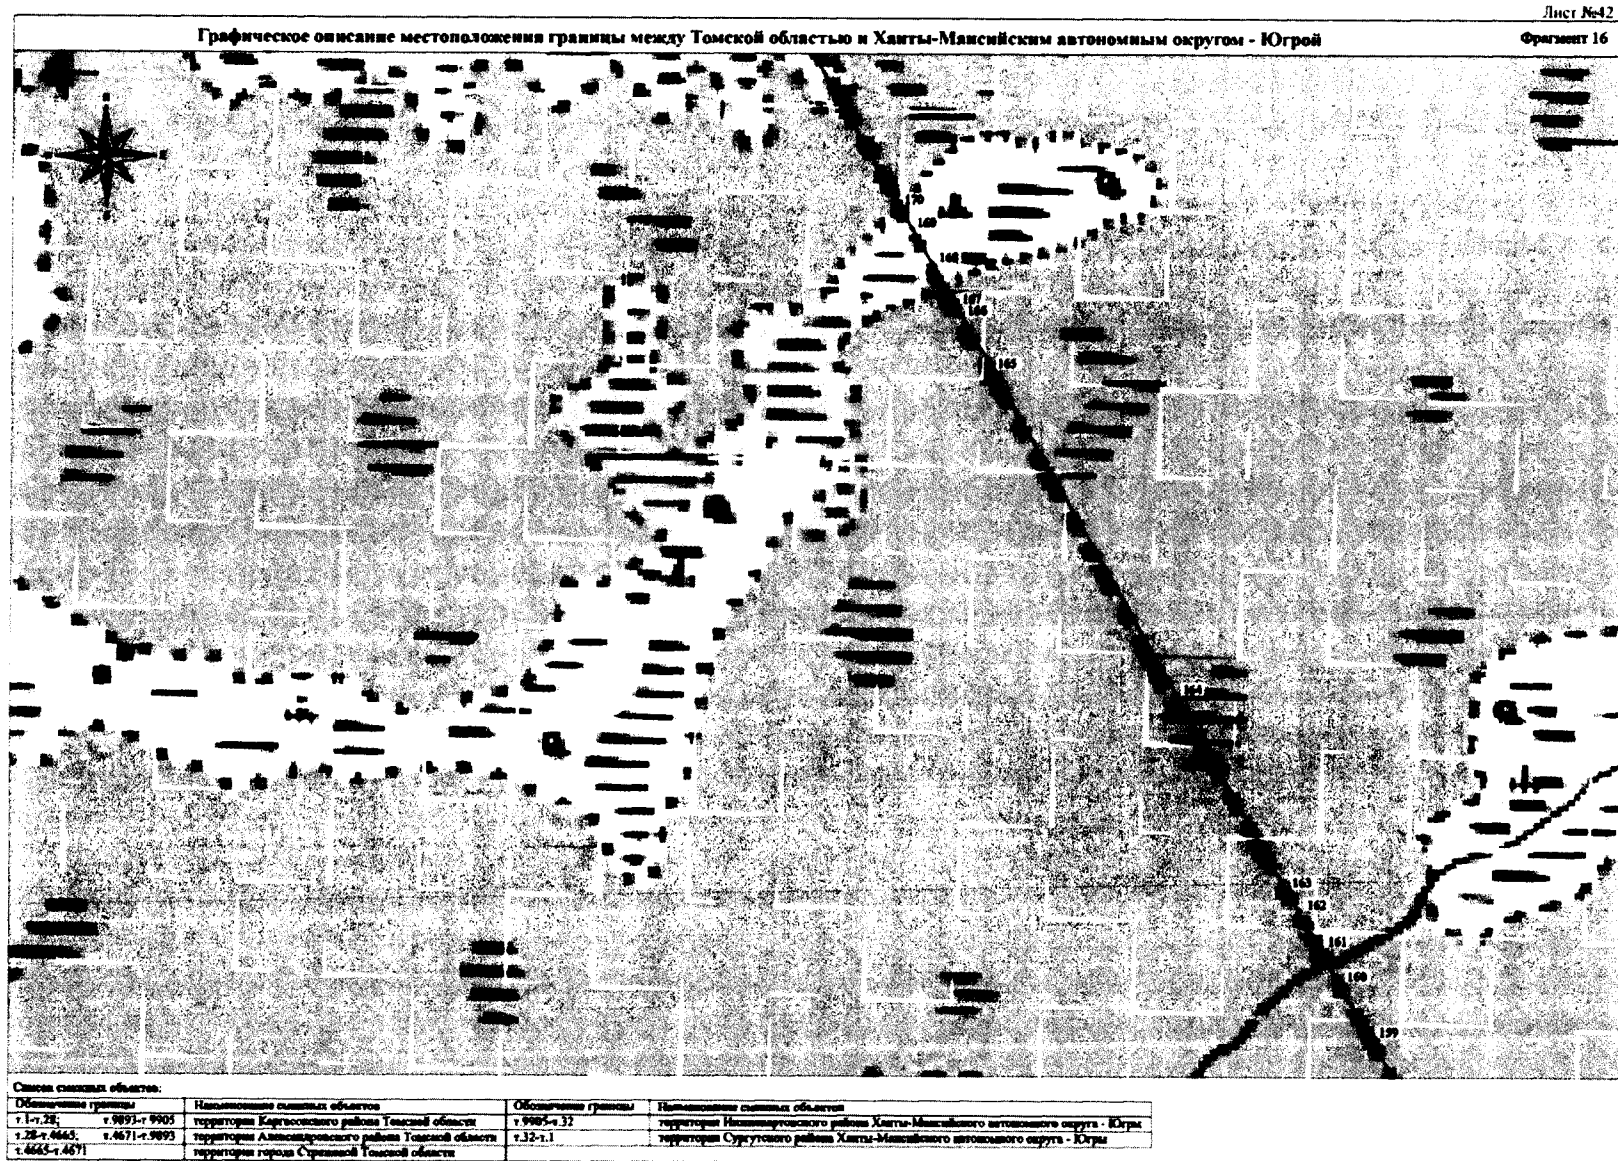 Лист №42
Графическое описание местоположения границы между Томской областью и Ханты-Мансийским автономным округом - Югрой
Фрагмент 16
170
169
168
167
166
165
164
163
162
161
160
159
Список смежных объектов:
Обозначение границы Наименование смежных объектов Обозначение границы Наименование смежных объектов
т.1-т.28; т.9893-т.9905 территория Каргасокского района Томской области т.9905-т.32 территория Нижневартовского района Ханты-Мансийского автономного округа - Югры
т.28-т.4665; т.4671-т.9893 территория Александровского района Томской области т.32-т.1 территория Сургутского района Ханты-Мансийского автономного округа - Югры
т.4665-т.4671 территория города Стрежевой Томской области